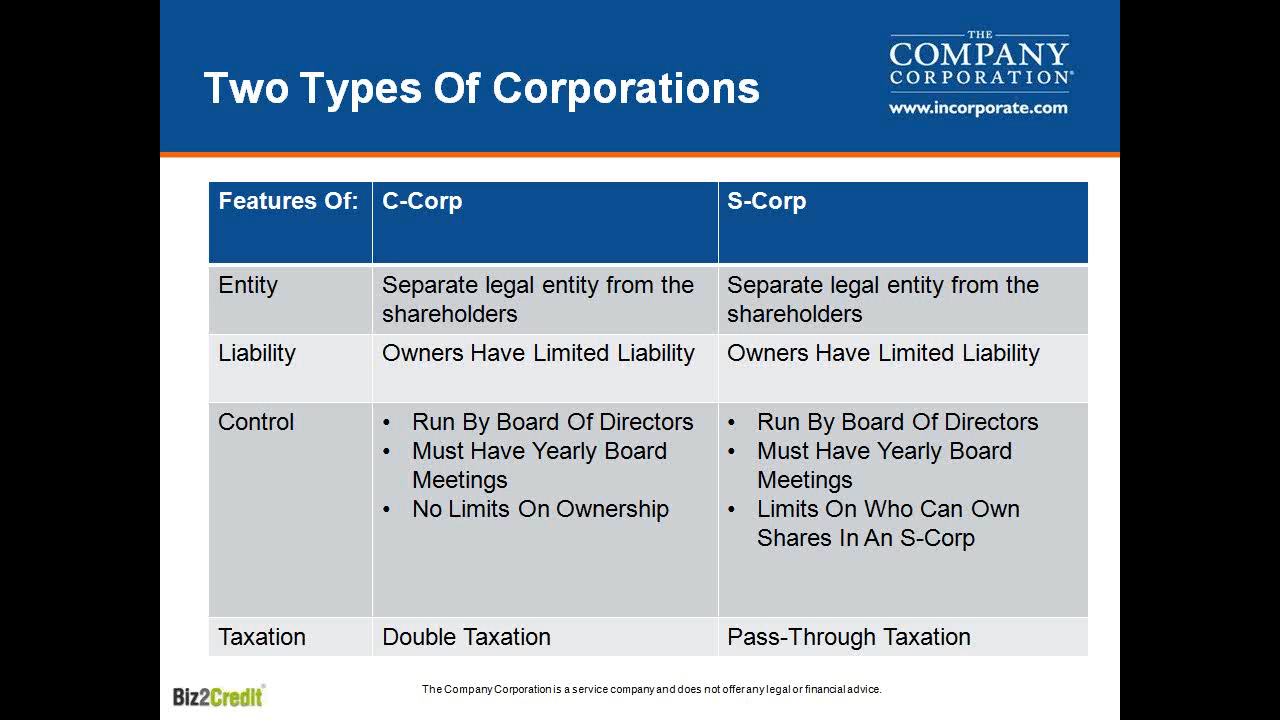 Two Types Of Corporations
THE
COMPANY
CORPORATION®
www.incorporate.com
Features Of:
C-Corp
S-Corp
Entity
Separate legal entity from the
shareholders
Separate legal entity from the
shareholders
Liability
Owners Have Limited Liability
Owners Have Limited Liability
Control
• Run By Board Of Directors
• Must Have Yearly Board
Meetings
• No Limits On Ownership
• Run By Board Of Directors
• Must Have Yearly Board
Meetings
• Limits On Who Can Own
Shares In An S-Corp
Taxation
Double Taxation
Pass-Through Taxation
Biz2Credit®
The Company Corporation is a service company and does not offer any legal or financial advice.